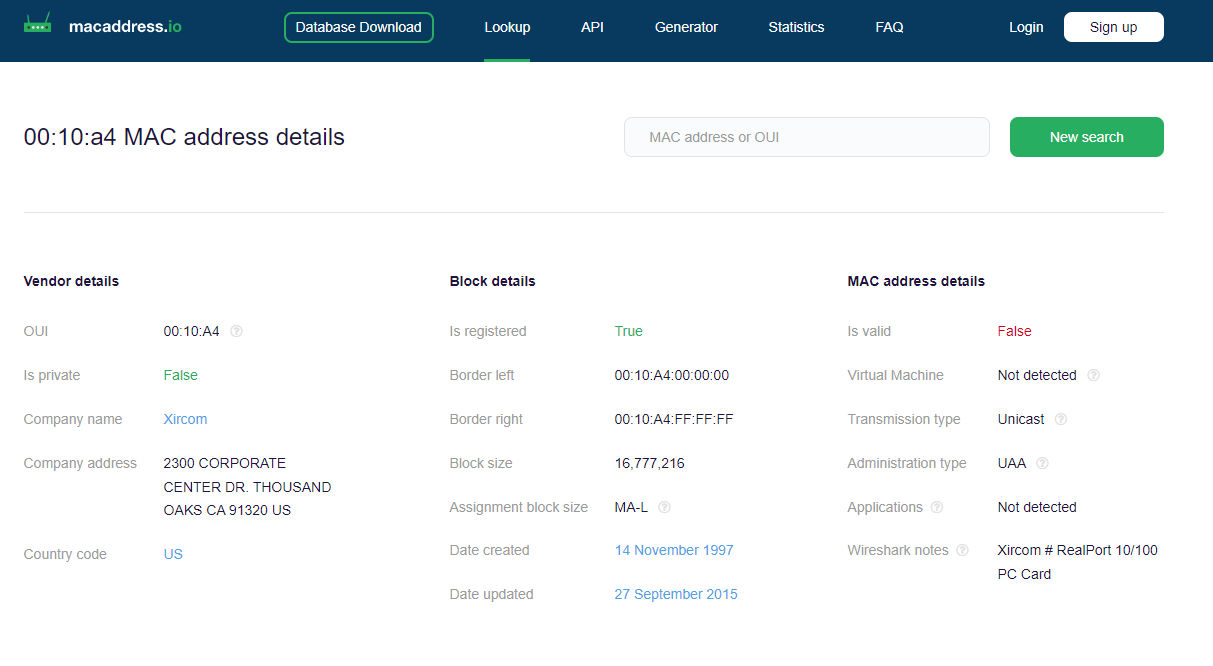 macaddress.io
Database Download
Lookup
API
Generator
Statistics
FAQ
Login
Sign up
00:10:a4 MAC address details
MAC address or OUI
New search
Vendor details
OUI 00:10:A4 ?
Is private False
Company name Xircom
Company address 2300 CORPORATE
CENTER DR. THOUSAND
OAKS CA 91320 US
Country code US
Block details
Is registered True
Border left 00:10:A4:00:00:00
Border right 00:10:A4:FF:FF:FF
Block size 16,777,216
Assignment block size MA-L ?
Date created 14 November 1997
Date updated 27 September 2015
MAC address details
Is valid False
Virtual Machine Not detected ?
Transmission type Unicast ?
Administration type UAA ?
Applications ? Not detected
Wireshark notes ? Xircom # RealPort 10/100
PC Card